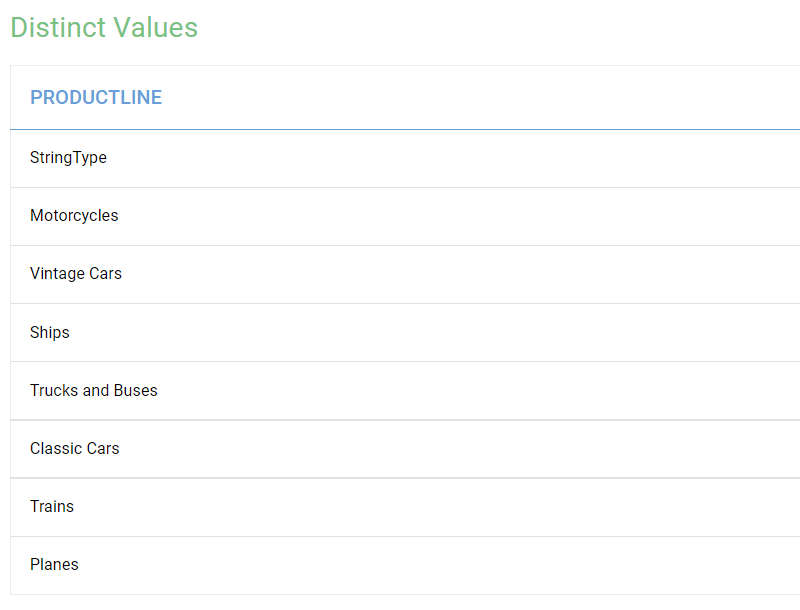 Distinct Values
PRODUCTLINE
StringType
Motorcycles
Vintage Cars
Ships
Trucks and Buses
Classic Cars
Trains
Planes